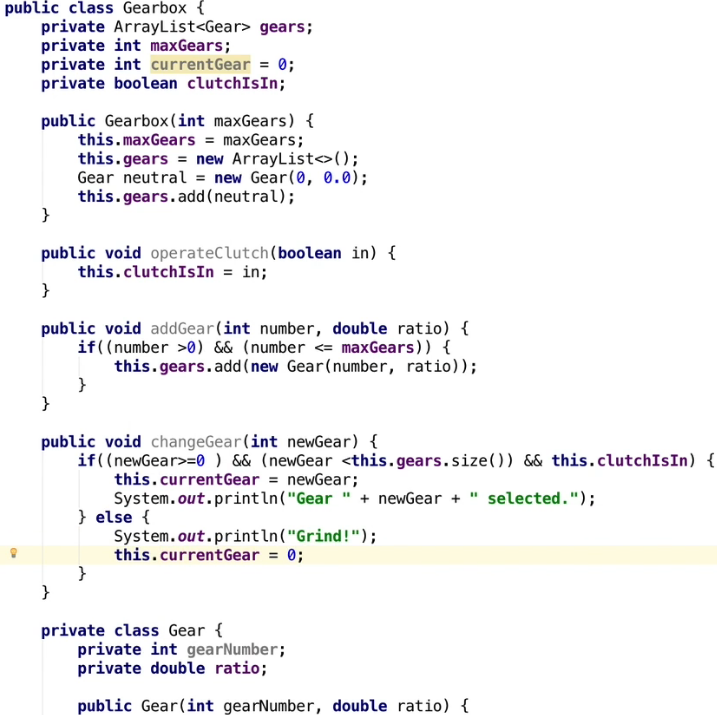 public class Gearbox {
    private ArrayList<Gear> gears;
    private int maxGears;
    private int currentGear = 0;
    private boolean clutchIsIn;

    public Gearbox(int maxGears) {
        this.maxGears = maxGears;
        this.gears = new ArrayList<>();
        Gear neutral = new Gear(0, 0.0);
        this.gears.add(neutral);
    }

    public void operateClutch(boolean in) {
        this.clutchIsIn = in;
    }

    public void addGear(int number, double ratio) {
        if((number >0) && (number <= maxGears)) {
            this.gears.add(new Gear(number, ratio));
        }
    }

    public void changeGear(int newGear) {
        if((newGear>=0 ) && (newGear <this.gears.size()) && this.clutchIsIn) {
            this.currentGear = newGear;
            System.out.println("Gear " + newGear + " selected.");
        } else {
            System.out.println("Grind!");
            this.currentGear = 0;
        }
    }

    private class Gear {
        private int gearNumber;
        private double ratio;

        public Gear(int gearNumber, double ratio) {